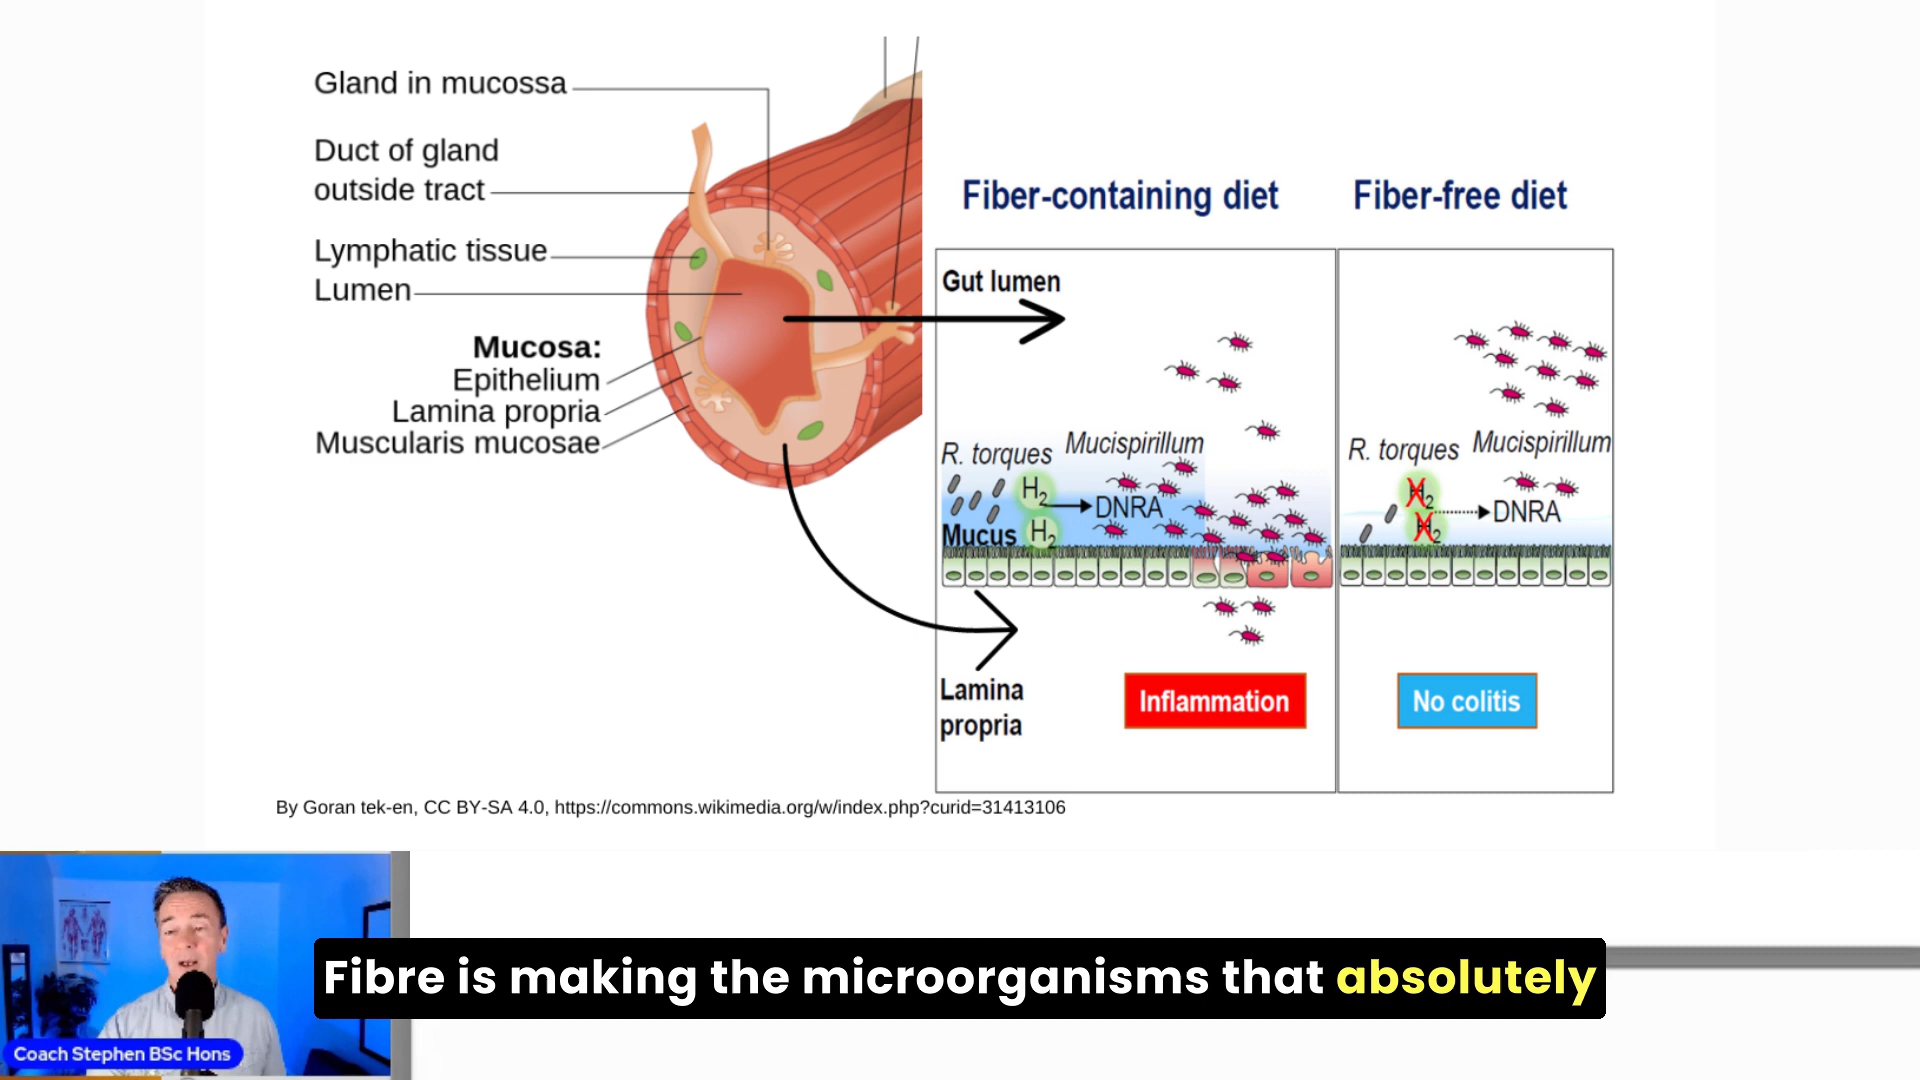 Gland in mucossa
Duct of gland
outside tract
Lymphatic tissue
Lumen
Mucosa:
Epithelium
Lamina propria
Muscularis mucosae
Fiber-containing diet
Fiber-free diet
Gut lumen
R. torques
Mucispirillum
H2
DNRA
Mucus
H2
R. torques
Mucispirillum
H2
DNRA
H2
Lamina
propria
Inflammation
No colitis
By Goran tek-en, CC BY-SA 4.0, https://commons.wikimedia.org/w/index.php?curid=31413106
Fibre is making the microorganisms that absolutely
Coach Stephen BSc Hons